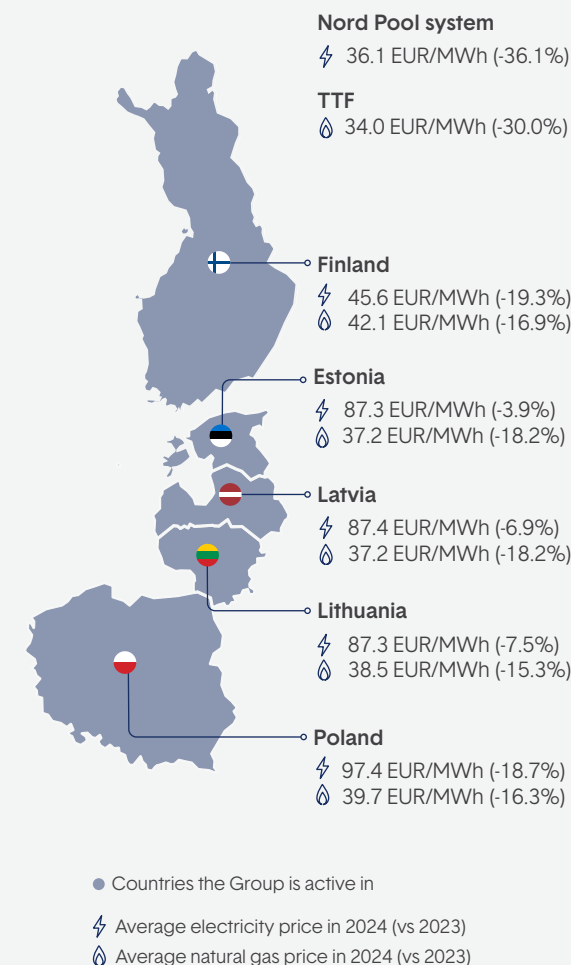 Nord Pool system
36.1 EUR/MWh (-36.1%)
TTF
34.0 EUR/MWh (-30.0%)
Finland
45.6 EUR/MWh (-19.3%)
42.1 EUR/MWh (-16.9%)
Estonia
87.3 EUR/MWh (-3.9%)
37.2 EUR/MWh (-18.2%)
Latvia
87.4 EUR/MWh (-6.9%)
37.2 EUR/MWh (-18.2%)
Lithuania
87.3 EUR/MWh (-7.5%)
38.5 EUR/MWh (-15.3%)
Poland
97.4 EUR/MWh (-18.7%)
39.7 EUR/MWh (-16.3%)
Countries the Group is active in
Average electricity price in 2024 (vs 2023)
Average natural gas price in 2024 (vs 2023)